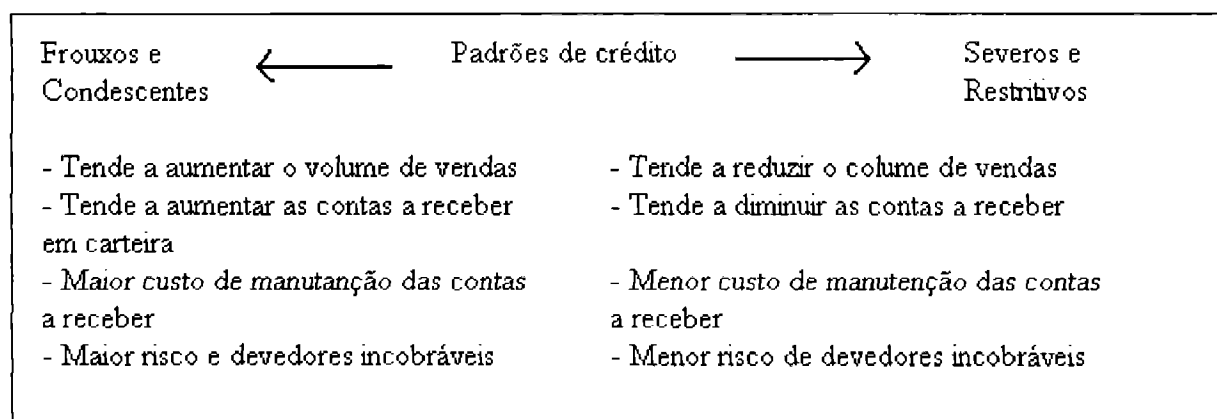 Frouxos e
Condescentes
Padrões de crédito
Severos e
Restritivos
- Tende a aumentar o volume de vendas
- Tende a aumentar as contas a receber
em carteira
- Maior custo de manutanção das contas
a receber
- Maior risco e devedores incobráveis
- Tende a reduzir o colume de vendas
- Tende a diminuir as contas a receber
- Menor custo de manutenção das contas
a receber
- Menor risco de devedores incobráveis